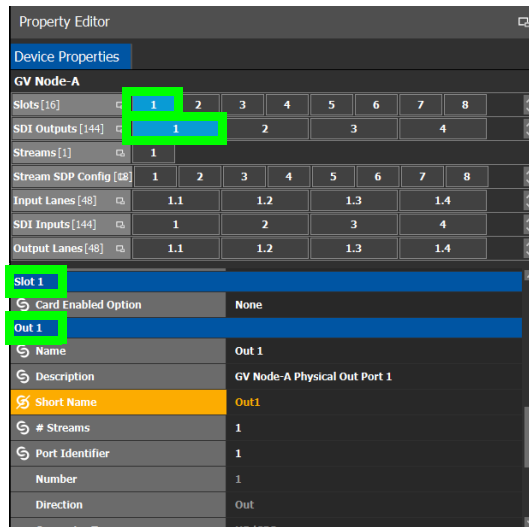 Property Editor
Device Properties
GV Node-A
Slots [16] 1 2 3 4 5 6 7 8
SDI Outputs [144] 1 2 3 4
Streams [1] 1
Stream SDP Config 1 2 3 4 5 6 7 8
Input Lanes [48] 1.1 1.2 1.3 1.4
SDI Inputs [144] 1 2 3 4
Output Lanes [48] 1.1 1.2 1.3 1.4
Slot 1
Card Enabled Option None
Out 1
Name Out 1
Description GV Node-A Physical Out Port 1
Short Name Out1
# Streams 1
Port Identifier 1
Number 1
Direction Out